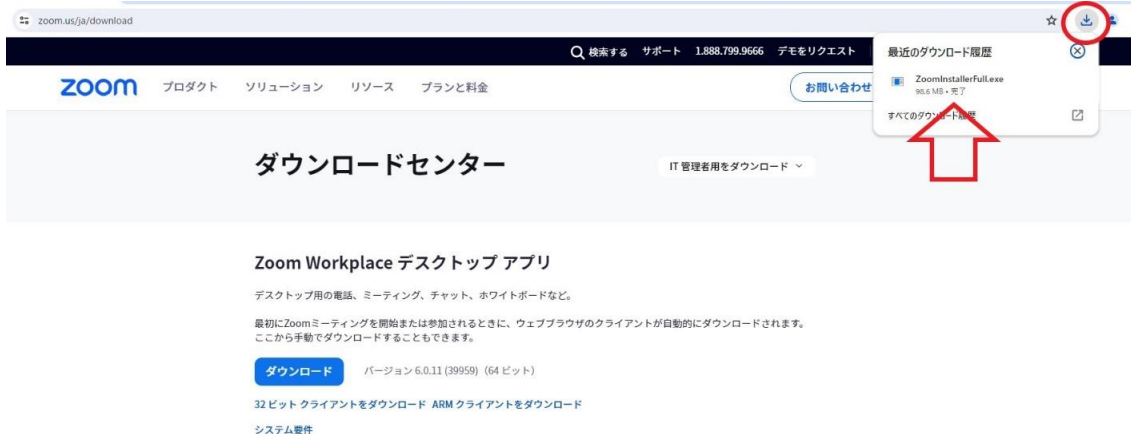 zoom.us/ja/download
検索する サポート 1.888.799.9666 デモをリクエスト
最近のダウンロード履歴
ZoomInstallerFull.exe
98.6 MB • 完了
すべてのダウンロード履歴
zoom プロダクト ソリューション リソース プランと料金 お問い合わせ
ダウンロードセンター
IT 管理者用をダウンロード
Zoom Workplace デスクトップ アプリ
デスクトップ用の電話、ミーティング、チャット、ホワイトボードなど。
最初にZoomミーティングを開始または参加されるときに、ウェブブラウザのクライアントが自動的にダウンロードされます。
ここから手動でダウンロードすることもできます。
ダウンロード バージョン 6.0.11 (39959) (64 ビット)
32 ビット クライアントをダウンロード ARM クライアントをダウンロード
システム要件